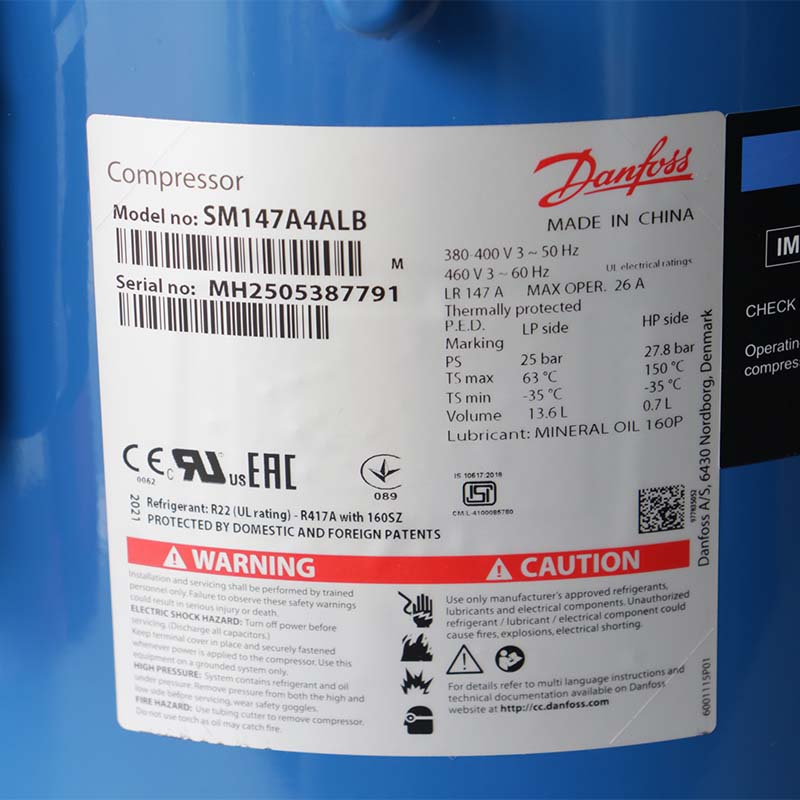 Compressor
Danfoss
MADE IN CHINA
Model no: SM147A4ALB
M
Serial no: MH2505387791
380-400 V 3 ~ 50 Hz
460 V 3 ~ 60 Hz
UL electrical ratings
LR 147 A MAX OPER. 26 A
Thermally protected
P.E.D. LP side HP side
Marking
PS 25 bar 27.8 bar
TS max 63 °C 150 °C
TS min -35 °C -35 °C
Volume 13.6 L 0.7 L
Lubricant: MINERAL OIL 160P
CE
0062
c RU US
EAC
089
IS 10617:2018
ISI
CM/L-4100085780
2021
Refrigerant: R22 (UL rating) - R417A with 160SZ
PROTECTED BY DOMESTIC AND FOREIGN PATENTS
Danfoss A/S, 6430 Nordborg, Denmark
WARNING
Installation and servicing shall be performed by trained
personnel only. Failure to observe these safety warnings
could result in serious injury or death.
ELECTRIC SHOCK HAZARD: Turn off power before
servicing. (Discharge all capacitors.)
Keep terminal cover in place and securely fastened
whenever power is applied to the compressor. Use this
equipment on a grounded system only.
HIGH PRESSURE: System contains refrigerant and oil
under pressure. Remove pressure from both the high and
low side before servicing, wear safety goggles.
FIRE HAZARD: Use tubing cutter to remove compressor.
Do not use torch as oil may catch fire.
CAUTION
Use only manufacturer's approved refrigerants,
lubricants and electrical components. Unauthorized
refrigerant / lubricant / electrical component could
cause fires, explosions, electrical shorting.
For details refer to multi language instructions and
technical documentation available on Danfoss
website at http://cc.danfoss.com
6001115P01
IM
CHECK
Operatin
compress